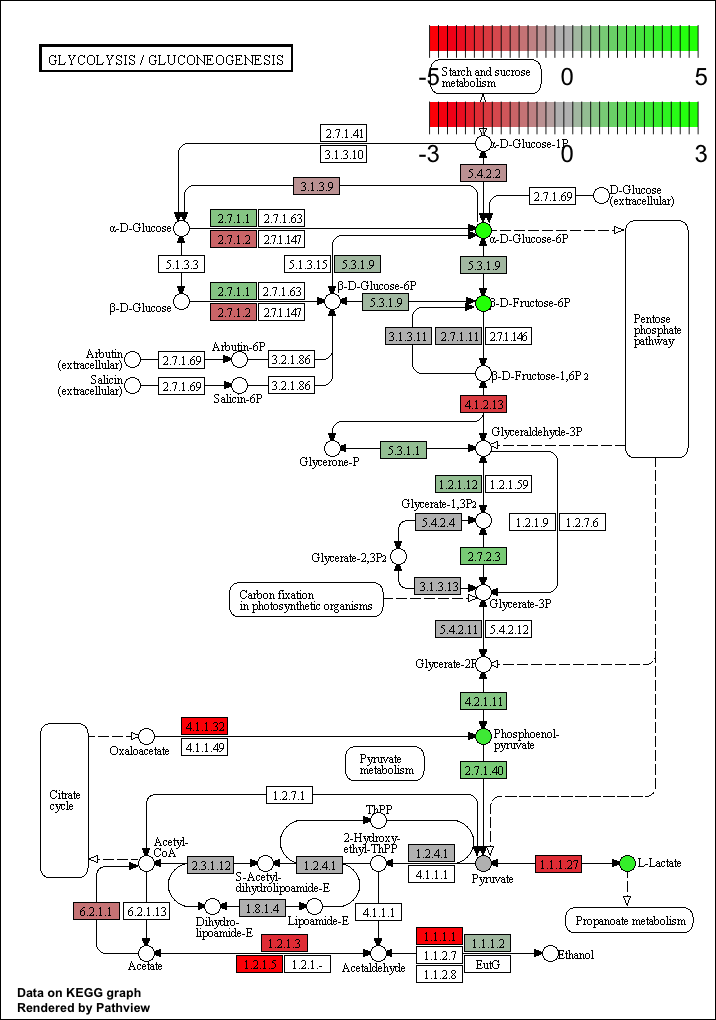 GLYCOLYSIS / GLUCONEOGENESIS
-5 0 5
Starch and sucrose
metabolism
-3 0 3
2.7.1.41
3.1.3.10
α-D-Glucose-1P
5.4.2.2
3.1.3.9
2.7.1.69
D-Glucose
(extracellular)
α-D-Glucose
2.7.1.1
2.7.1.63
2.7.1.2
2.7.1.147
α-D-Glucose-6P
5.1.3.3
5.1.3.15
5.3.1.9
5.3.1.9
β-D-Glucose-6P
β-D-Glucose
2.7.1.1
2.7.1.63
2.7.1.2
2.7.1.147
5.3.1.9
β-D-Fructose-6P
Pentose
phosphate
pathway
3.1.3.11
2.7.1.11
2.7.1.146
Arbutin
(extracellular)
2.7.1.69
Arbutin-6P
3.2.1.86
Salicin
(extracellular)
2.7.1.69
Salicin-6P
3.2.1.86
β-D-Fructose-1,6P2
4.1.2.13
Glyceraldehyde-3P
Glycerone-P
5.3.1.1
1.2.1.12
1.2.1.59
Glycerate-1,3P2
5.4.2.4
1.2.1.9
1.2.7.6
Glycerate-2,3P2
2.7.2.3
3.1.3.13
Carbon fixation
in photosynthetic organisms
Glycerate-3P
5.4.2.11
5.4.2.12
Glycerate-2P
4.2.1.11
4.1.1.32
Oxaloacetate
4.1.1.49
Phosphoenol-
pyruvate
Pyruvate
metabolism
2.7.1.40
Citrate
cycle
1.2.7.1
ThPP
Acetyl-
CoA
2-Hydroxy-
ethyl-ThPP
2.3.1.12
S-Acetyl-
dihydrolipoamide-E
1.2.4.1
1.2.4.1
4.1.1.1
Pyruvate
1.1.1.27
L-Lactate
6.2.1.1
6.2.1.13
Dihydro-
lipoamide-E
1.8.1.4
Lipoamide-E
4.1.1.1
Propanoate metabolism
1.2.1.3
1.2.1.5
1.2.1.-
Acetate
Acetaldehyde
1.1.1.1
1.1.1.2
1.1.2.7
EutG
1.1.2.8
Ethanol
Data on KEGG graph
Rendered by Pathview